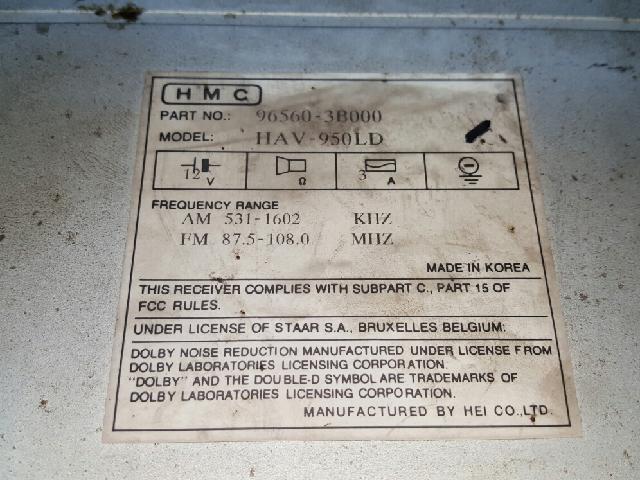 HMC
PART NO.: 96560-3B000
MODEL: HAV-950LD
12 V Ω 3 A
FREQUENCY RANGE
AM 531-1602 KHZ
FM 87.5-108.0 MHZ
MADE IN KOREA
THIS RECEIVER COMPLIES WITH SUBPART C., PART 15 OF
FCC RULES.
UNDER LICENSE OF STAAR S.A., BRUXELLES BELGIUM:
DOLBY NOISE REDUCTION MANUFACTURED UNDER LICENSE FROM
DOLBY LABORATORIES LICENSING CORPORATION.
"DOLBY" AND THE DOUBLE-D SYMBOL ARE TRADEMARKS OF
DOLBY LABORATORIES LICENSING CORPORATION.
MANUFACTURED BY HEI CO.,LTD.